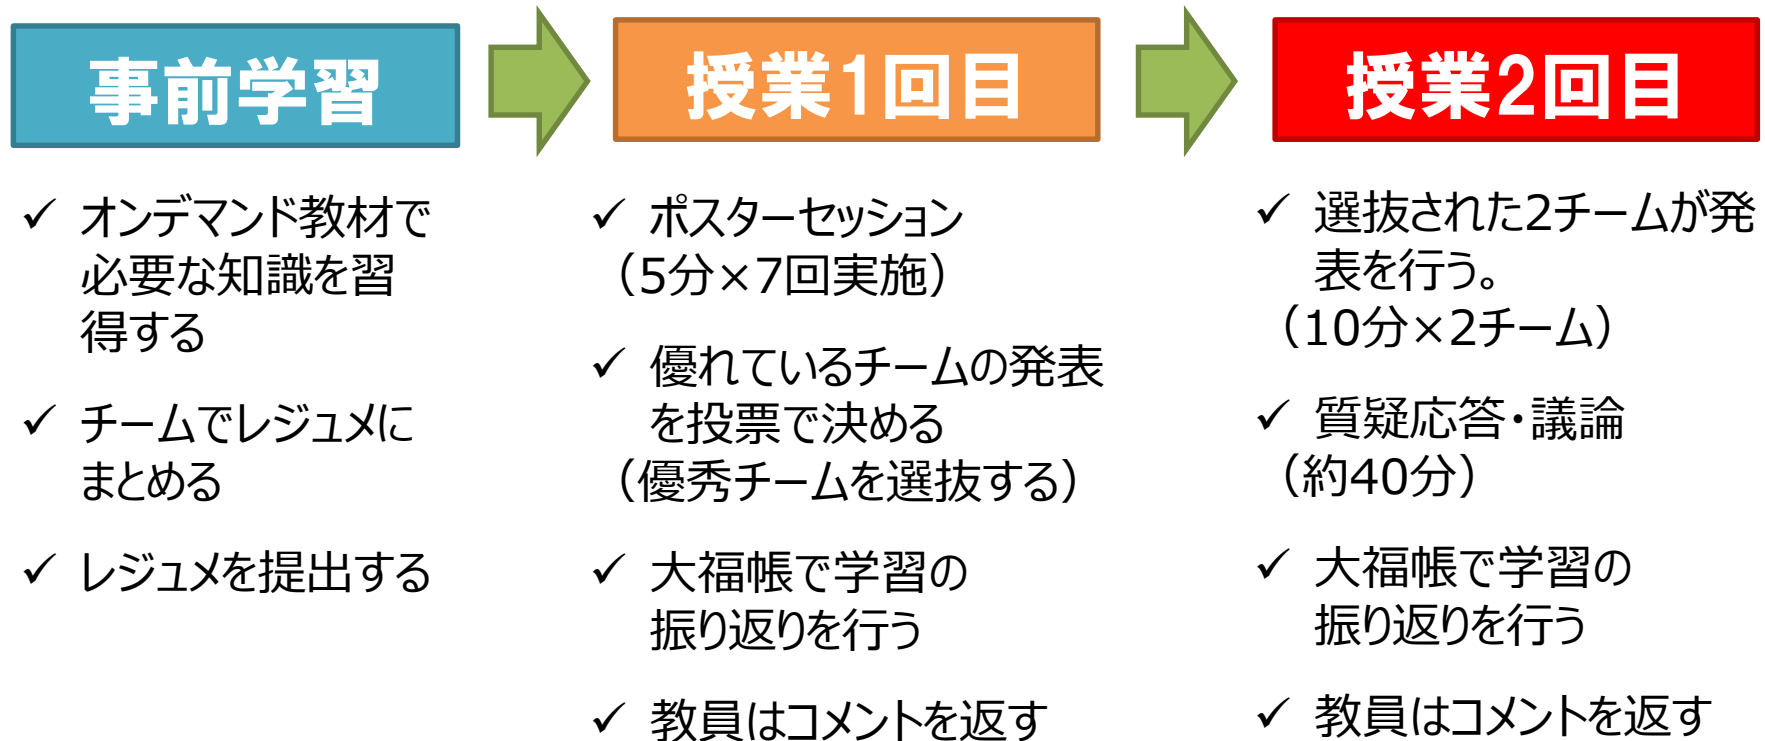 事前学習
✓ オンデマンド教材で
必要な知識を習
得する
✓ チームでレジュメに
まとめる
✓ レジュメを提出する
授業1回目
✓ ポスターセッション
（5分×7回実施）
✓ 優れているチームの発表
を投票で決める
（優秀チームを選抜する）
✓ 大福帳で学習の
振り返りを行う
✓ 教員はコメントを返す
授業2回目
✓ 選抜された2チームが発
表を行う。
（10分×2チーム）
✓ 質疑応答・議論
（約40分）
✓ 大福帳で学習の
振り返りを行う
✓ 教員はコメントを返す